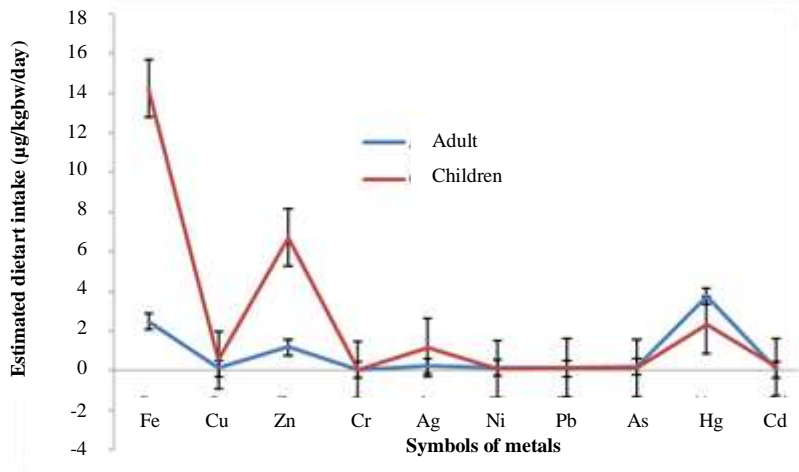 Estimated dietart intake (µg/kgbw/day)
18
16
14
12
10
8
6
4
2
0
-2
-4
Adult
Children
Fe Cu Zn Cr Ag Ni Pb As Hg Cd
Symbols of metals